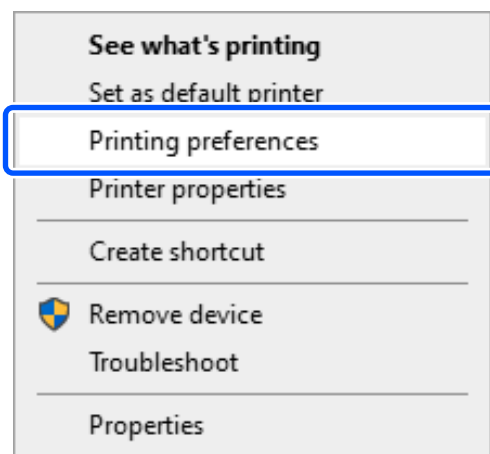 See what's printing
Set as default printer
Printing preferences
Printer properties
Create shortcut
Remove device
Troubleshoot
Properties